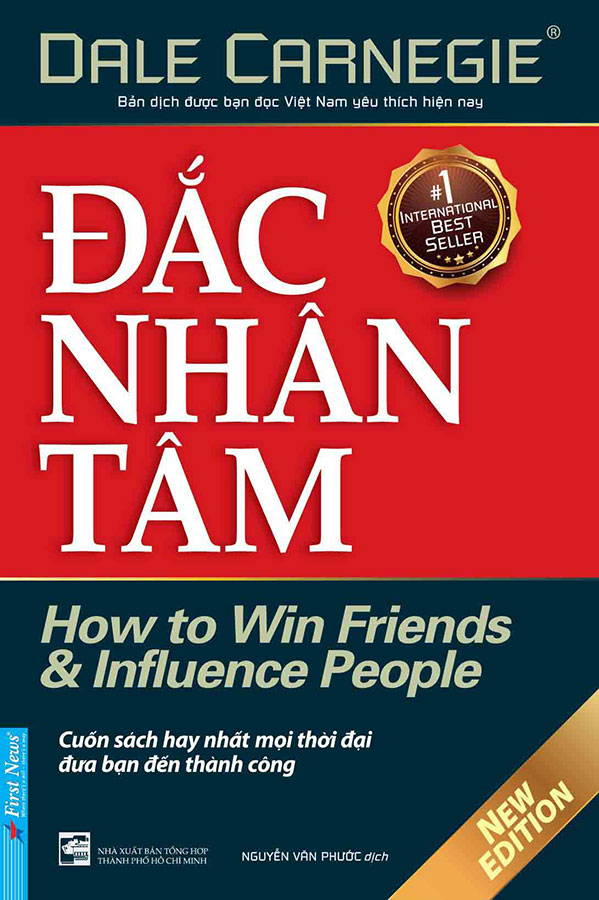 DALE CARNEGIE®
Bản dịch được bạn đọc Việt Nam yêu thích hiện nay
#1
INTERNATIONAL
BEST
SELLER
ĐẮC
NHÂN
TÂM
How to Win Friends
& Influence People
Cuốn sách hay nhất mọi thời đại
đưa bạn đến thành công
First News®
NEW
EDITION
NHÀ XUẤT BẢN TỔNG HỢP
THÀNH PHỐ HỒ CHÍ MINH
NGUYỄN VĂN PHƯỚC dịch